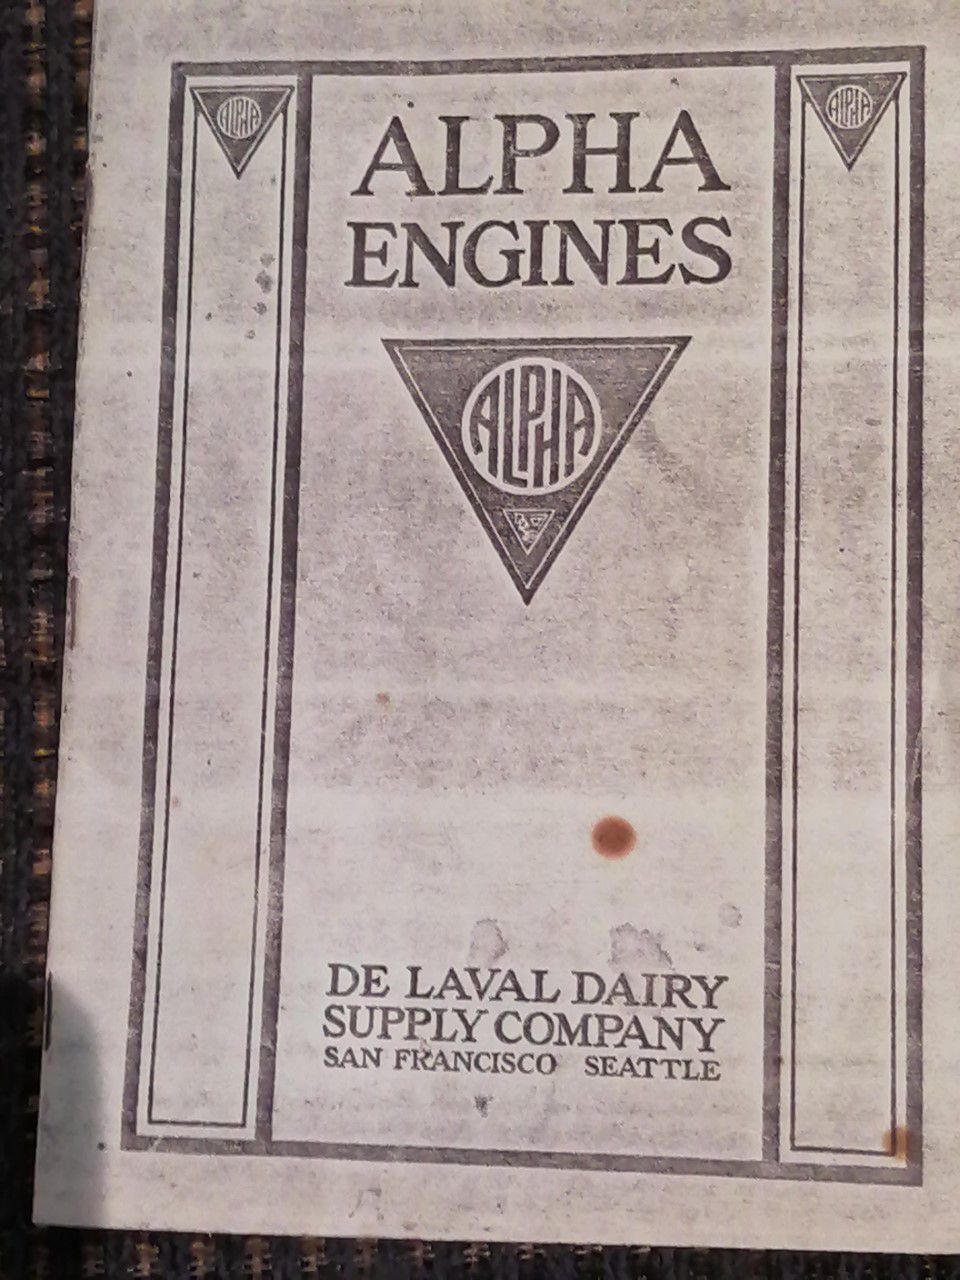 ALPHA
ALPHA
ALPHA
ENGINES
ALPHA
DE LAVAL DAIRY
SUPPLY COMPANY
SAN FRANCISCO SEATTLE